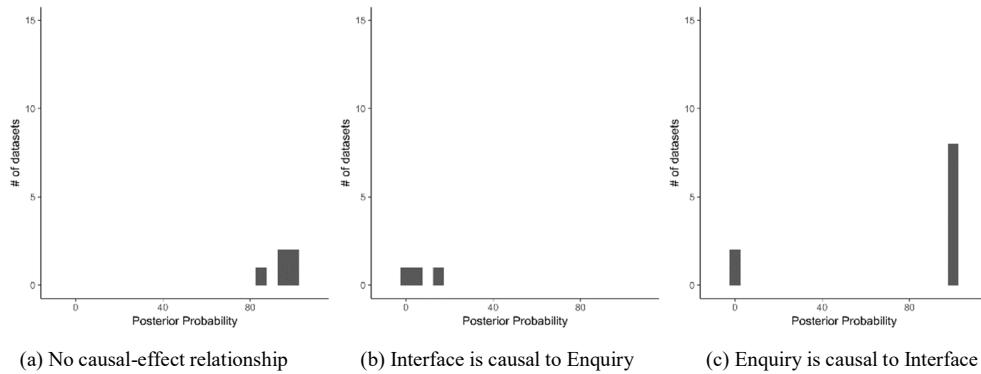 15
10
5
0
# of datasets
0
40
80
Posterior Probability
(a) No causal-effect relationship
15
10
5
0
# of datasets
0
40
80
Posterior Probability
(b) Interface is causal to Enquiry
15
10
5
0
# of datasets
0
40
80
Posterior Probability
(c) Enquiry is causal to Interface